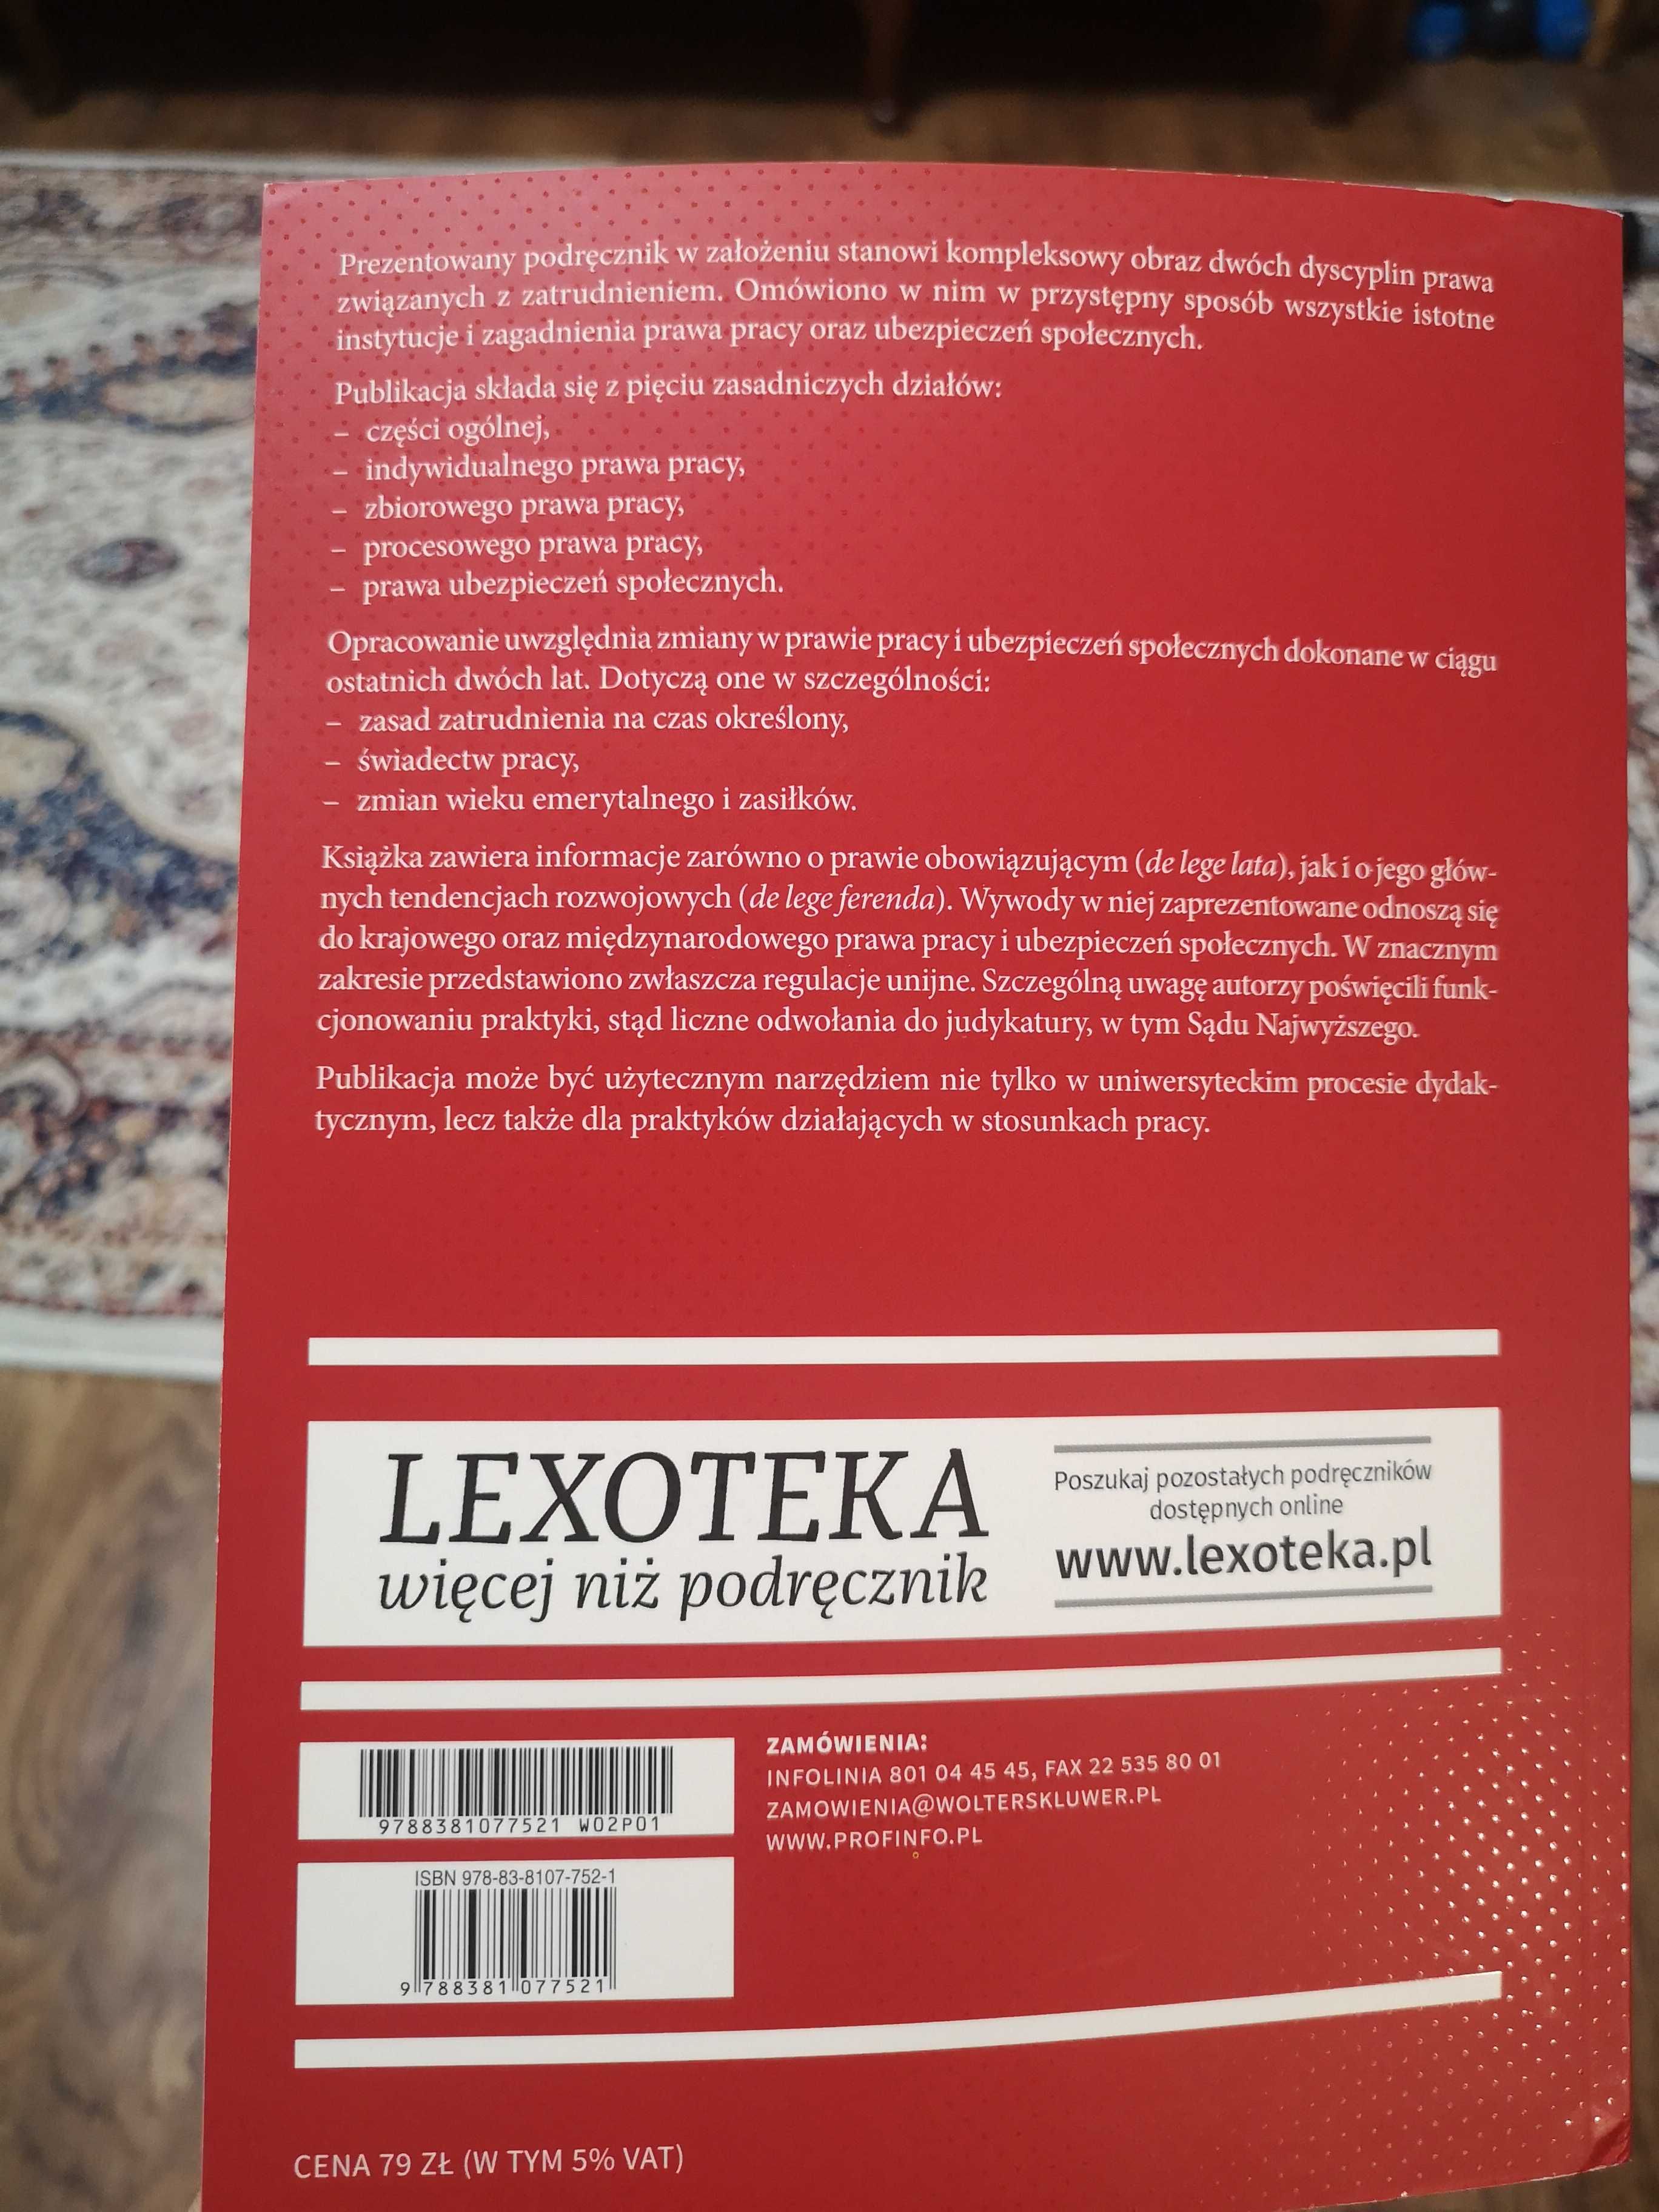 Prezentowany podręcznik w założeniu stanowi kompleksowy obraz dwóch dyscyplin prawa
związanych z zatrudnieniem. Omówiono w nim w przystępny sposób wszystkie istotne
instytucje i zagadnienia prawa pracy oraz ubezpieczeń społecznych.
Publikacja składa się z pięciu zasadniczych działów:
– części ogólnej,
– indywidualnego prawa pracy,
– zbiorowego prawa pracy,
– procesowego prawa pracy,
– prawa ubezpieczeń społecznych.
Opracowanie uwzględnia zmiany w prawie pracy i ubezpieczeń społecznych dokonane w ciągu
ostatnich dwóch lat. Dotyczą one w szczególności:
– zasad zatrudnienia na czas określony,
– świadectw pracy,
– zmian wieku emerytalnego i zasiłków.
Książka zawiera informacje zarówno o prawie obowiązującym (de lege lata), jak i o jego głów-
nych tendencjach rozwojowych (de lege ferenda). Wywody w niej zaprezentowane odnoszą się
do krajowego oraz międzynarodowego prawa pracy i ubezpieczeń społecznych. W znacznym
zakresie przedstawiono zwłaszcza regulacje unijne. Szczególną uwagę autorzy poświęcili funk-
cjonowaniu praktyki, stąd liczne odwołania do judykatury, w tym Sądu Najwyższego.
Publikacja może być użytecznym narzędziem nie tylko w uniwersyteckim procesie dydak-
tycznym, lecz także dla praktyków działających w stosunkach pracy.
LEXOTEKA
więcej niż podręcznik
Poszukaj pozostałych podręczników
dostępnych online
www.lexoteka.pl
9788381077521 W02P01
ZAMÓWIENIA:
INFOLINIA 801 04 45 45, FAX 22 535 80 01
ZAMOWIENIA@WOLTERSKLUWER.PL
WWW.PROFINFO.PL
ISBN 978-83-8107-752-1
9 788381 077521
CENA 79 ZŁ (W TYM 5% VAT)